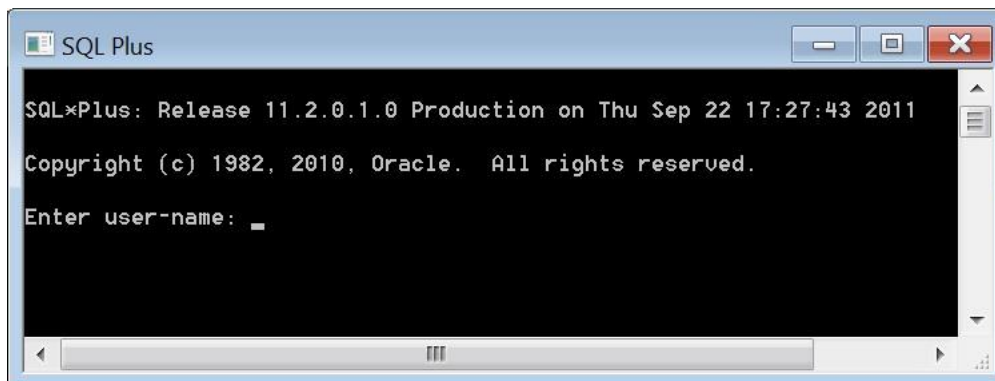 SQL Plus
SQL*Plus: Release 11.2.0.1.0 Production on Thu Sep 22 17:27:43 2011
Copyright (c) 1982, 2010, Oracle.  All rights reserved.
Enter user-name: _